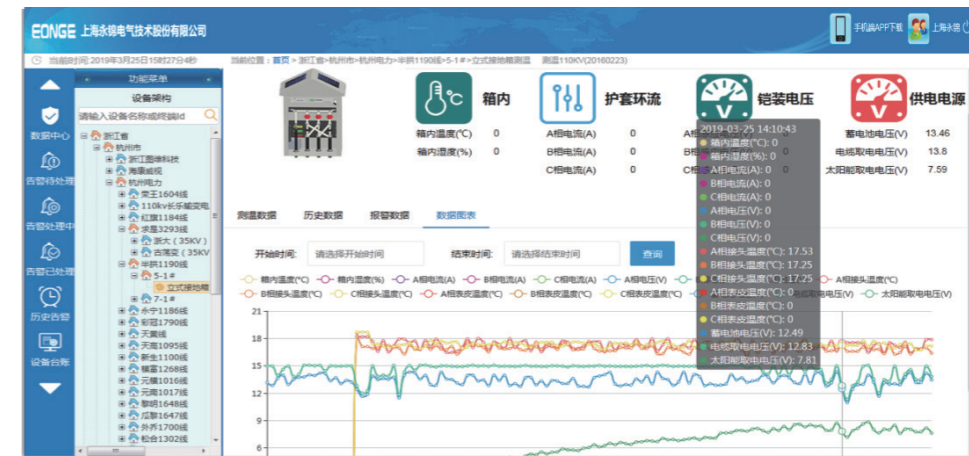 EONGE 上海永锦电气技术股份有限公司
手机端APP下载
上海永锦
当前时间:2019年3月25日15时27分4秒
当前位置：首页 > 浙江省>杭州市>杭州电力>半拱1190线>5-1#>立式接地箱测温 测温110KV(20160223)
功能菜单
设备架构
请输入设备名称或终端Id
数据中心
告警待处理
告警处理中
告警已处理
历史告警
设备台账
浙江省
杭州市
浙江图维科技
海康威视
杭州电力
荣王1604线
110kv长乐输变电
红旗1184线
求是3293线
浙大（35KV）
古荡变（35KV
半拱1190线
5-1#
立式接地箱
7-1#
永宁1186线
彩冠1790线
天翼线
天高1095线
新生1100线
元楼1016线
元南1017线
黎明1648线
瓜黎1647线
外乔1700线
松合1302线
箱内
箱内温度(℃) 0
箱内湿度(%) 0
护套环流
A相电流(A) 0
B相电流(A) 0
C相电流(A) 0
铠装电压
供电电源
蓄电池电压(V) 13.46
电缆取电电压(V) 13.8
太阳能取电电压(V) 7.59
测温数据 历史数据 报警数据 数据图表
开始时间: 请选择开始时间 结束时间: 请选择结束时间 查询
箱内温度(℃) 箱内湿度(%) A相电流(A) B相电流(A) C相电流(A) A相电压(V) A相接头温度(℃)
B相接头温度(℃) C相接头温度(℃) A相表皮温度(℃) B相表皮温度(℃) C相表皮温度(℃) 太阳能取电电压(V)
2019-03-25 14:10:43
箱内温度(℃): 0
箱内湿度(%): 0
A相电流(A): 0
B相电流(A): 0
C相电流(A): 0
A相电压(V): 0
B相电压(V): 0
C相电压(V): 0
A相接头温度(℃): 17.53
B相接头温度(℃): 17.25
C相接头温度(℃): 17.25
A相表皮温度(℃): 0
B相表皮温度(℃): 0
C相表皮温度(℃): 0
蓄电池电压(V): 12.49
电缆取电电压(V): 12.83
太阳能取电电压(V): 7.81
21
18
15
12
9
6